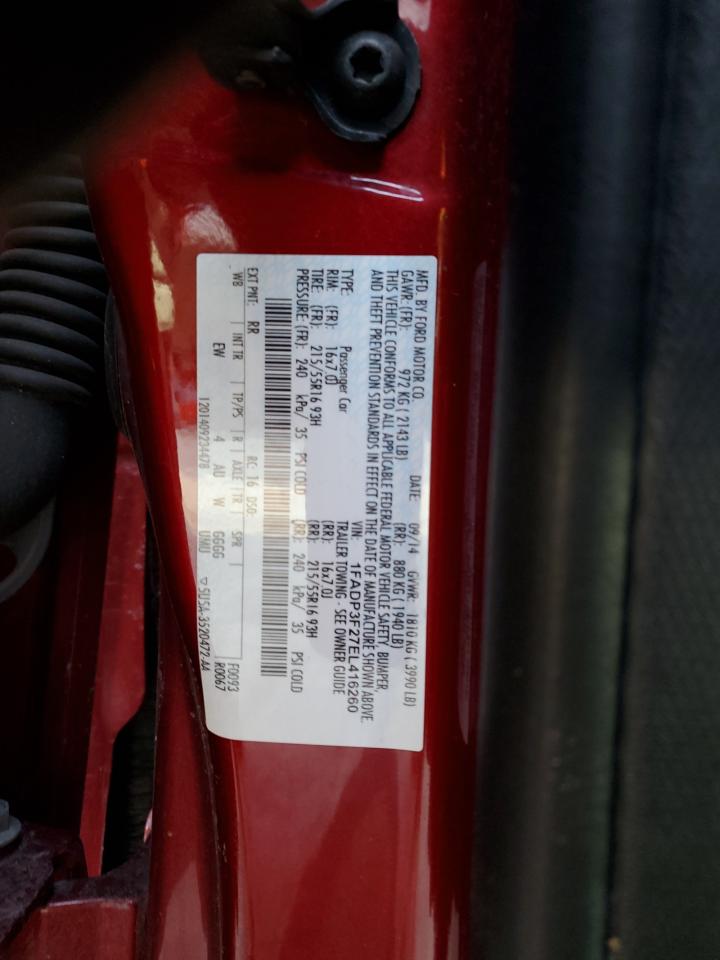 MFD. BY FORD MOTOR CO. DATE: 09/14 GVWR: 1810 KG ( 3990 LB)
GAWR: (FR): 972 KG ( 2143 LB) (RR): 880 KG ( 1940 LB)
THIS VEHICLE CONFORMS TO ALL APPLICABLE FEDERAL MOTOR VEHICLE SAFETY, BUMPER,
AND THEFT PREVENTION STANDARDS IN EFFECT ON THE DATE OF MANUFACTURE SHOWN ABOVE.
VIN: 1FADP3F27EL416260
TYPE: Passenger Car TRAILER TOWING - SEE OWNER GUIDE
RIM: (FR): 16x7.0J (RR): 16x7.0J
TIRE: (FR): 215/55R16 93H (RR): 215/55R16 93H
PRESSURE (FR): 240 kPa/ 35 PSI COLD (RR): 240 kPa/ 35 PSI COLD
EXT PNT: RR RC: 16 DSO: F0093
WB INT TR TP/PS R AXLE TR SPR R0067
EW 4 AU W GGGG
1201409234478 UMU ▽ 5U5A-3520472-AA